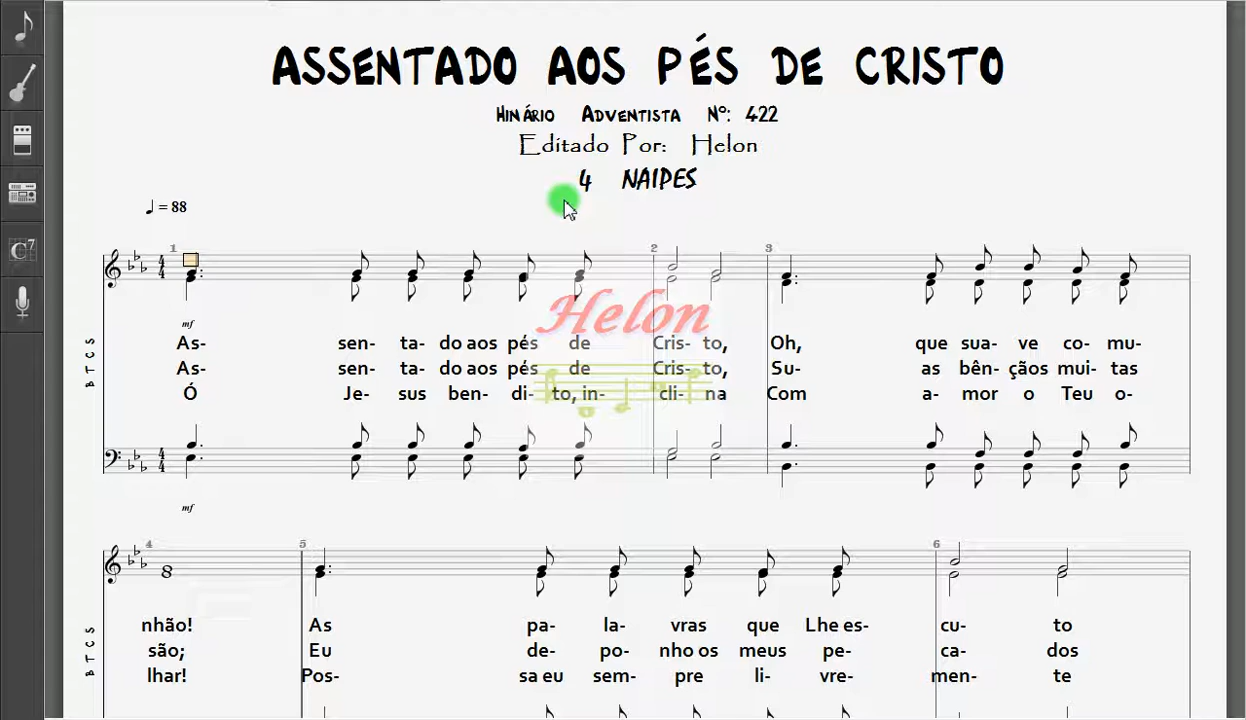 ASSENTADO AOS PÉS DE CRISTO
Hinário Adventista Nº: 422
Editado Por: Helon
4 NAIPES
= 88
1 2 3
mf
Helon
As- sen- ta- do aos pés de Cris- to, Oh, que sua- ve co- mu-
As- sen- ta- do aos pés de Cris- to, Su- as bên- çãos mui- tas
Ó Je- sus ben- di- to, in- cli- na Com a- mor o Teu o-
B T C S
mf
4 5 6
nhão! As pa- la- vras que Lhe es- cu- to
são; Eu de- po- nho os meus pe- ca- dos
lhar! Pos- sa eu sem- pre li- vre- men- te
B T C S
C7